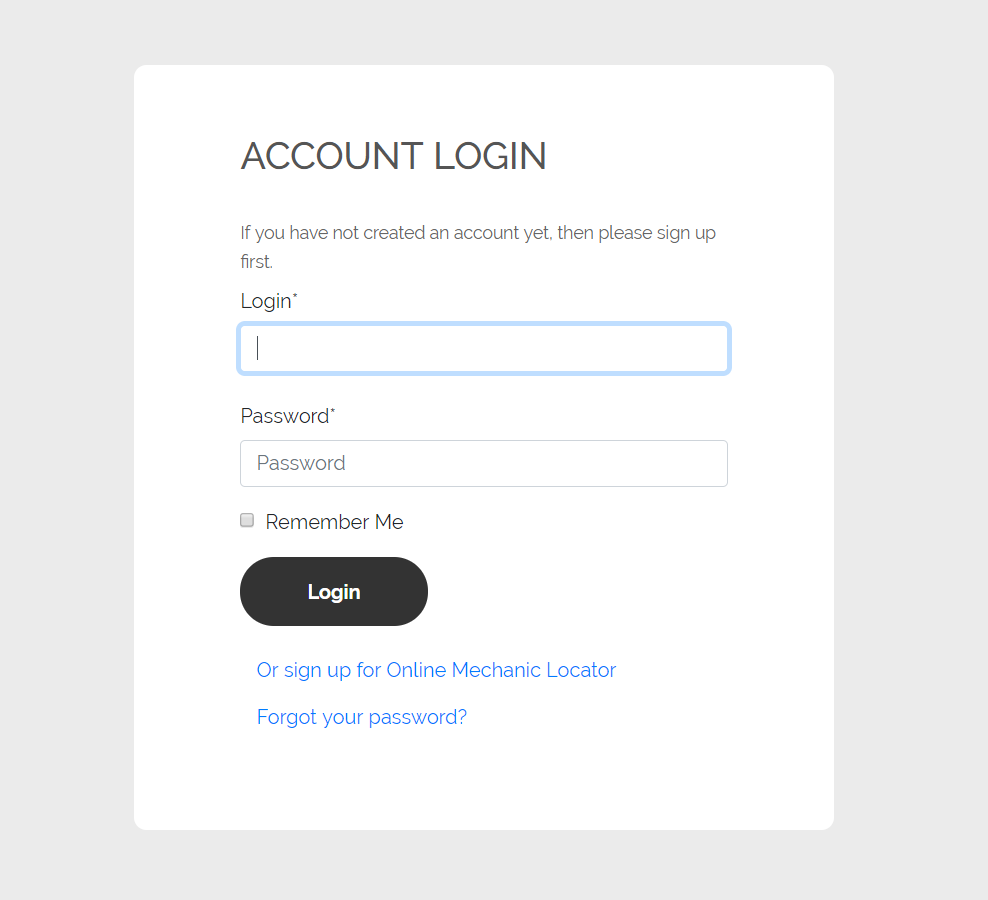 ACCOUNT LOGIN
If you have not created an account yet, then please sign up
first.
Login*
Password*
Password
Remember Me
Login
Or sign up for Online Mechanic Locator
Forgot your password?